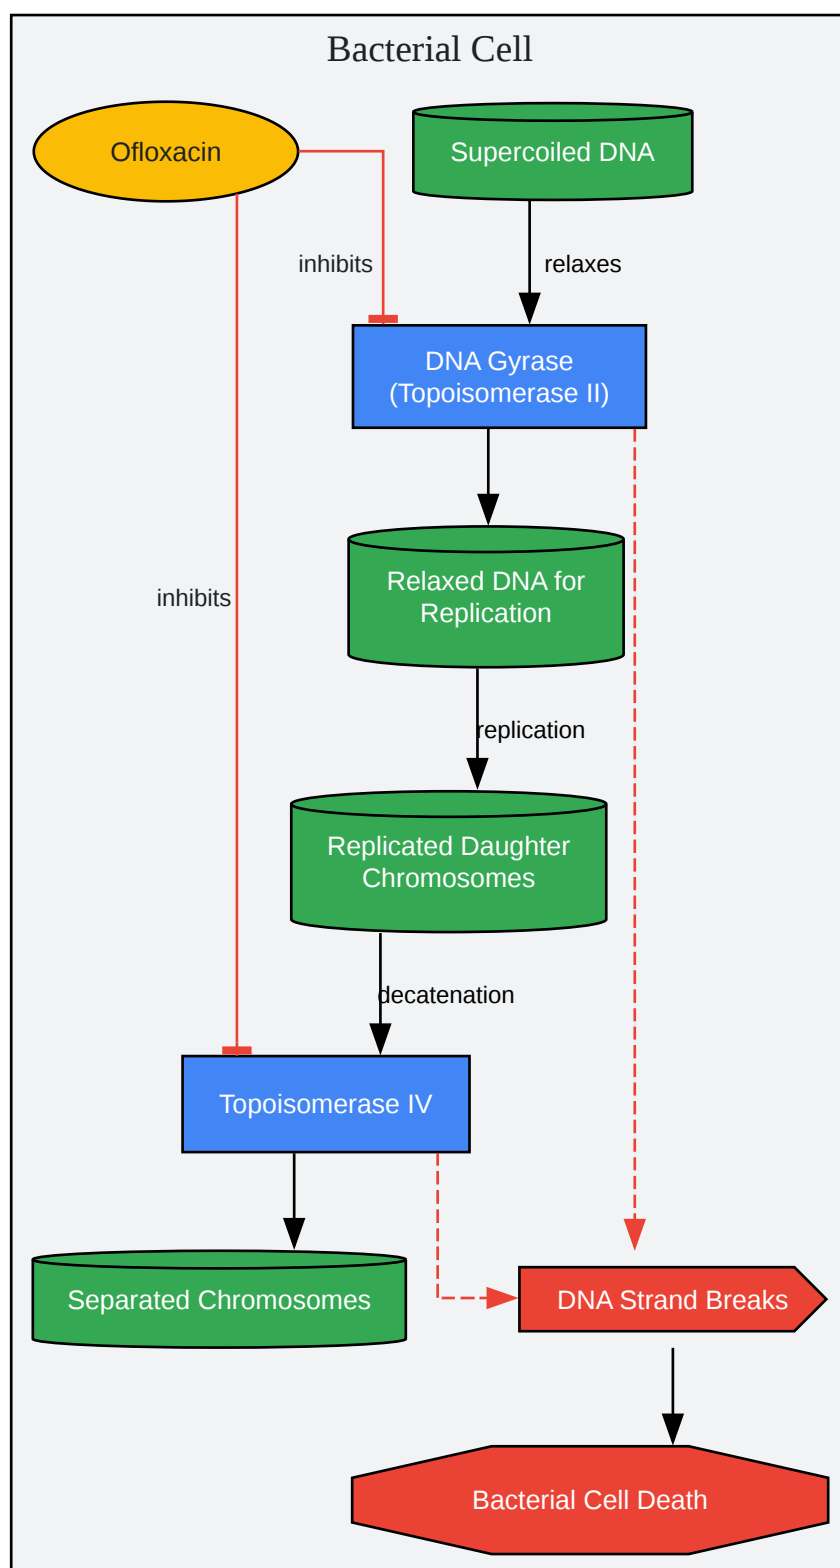 Bacterial Cell
Ofloxacin
Supercoiled DNA
inhibits
relaxes
DNA Gyrase
(Topoisomerase II)
Relaxed DNA for
Replication
inhibits
replication
Replicated Daughter
Chromosomes
decatenation
Topoisomerase IV
Separated Chromosomes
DNA Strand Breaks
Bacterial Cell Death